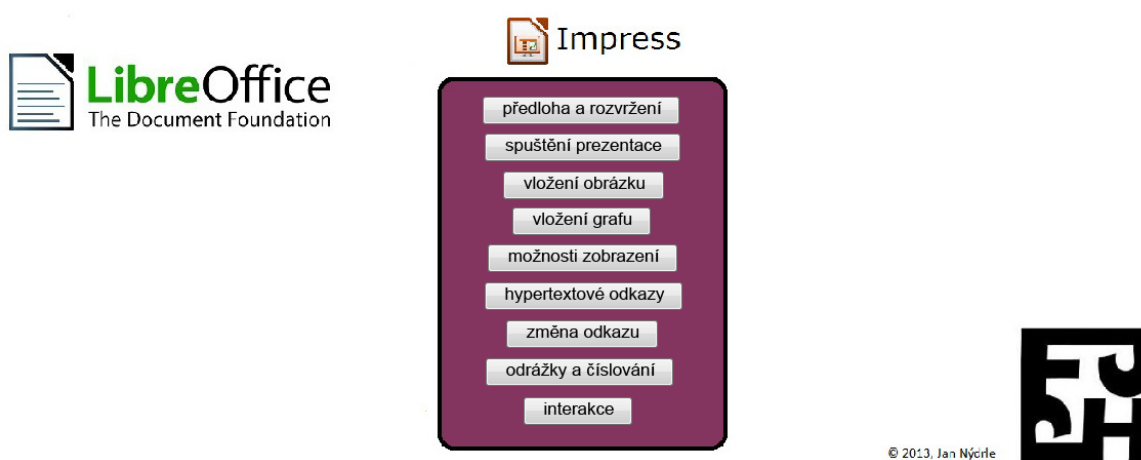 Impress
LibreOffice
The Document Foundation
předloha a rozvržení
spuštění prezentace
vložení obrázku
vložení grafu
možnosti zobrazení
hypertextové odkazy
změna odkazu
odrážky a číslování
interakce
© 2013, Jan Nýdrle